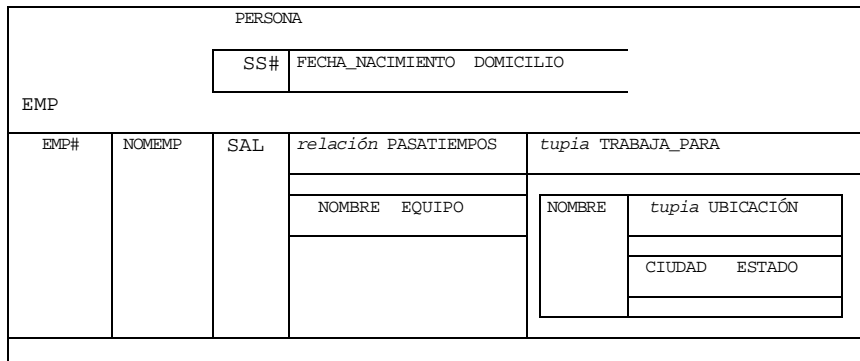 PERSONA
SS# FECHA_NACIMIENTO DOMICILIO
EMP
EMP# NOMEMP SAL relación PASATIEMPOS tupia TRABAJA_PARA
NOMBRE EQUIPO NOMBRE tupia UBICACIÓN
CIUDAD ESTADO